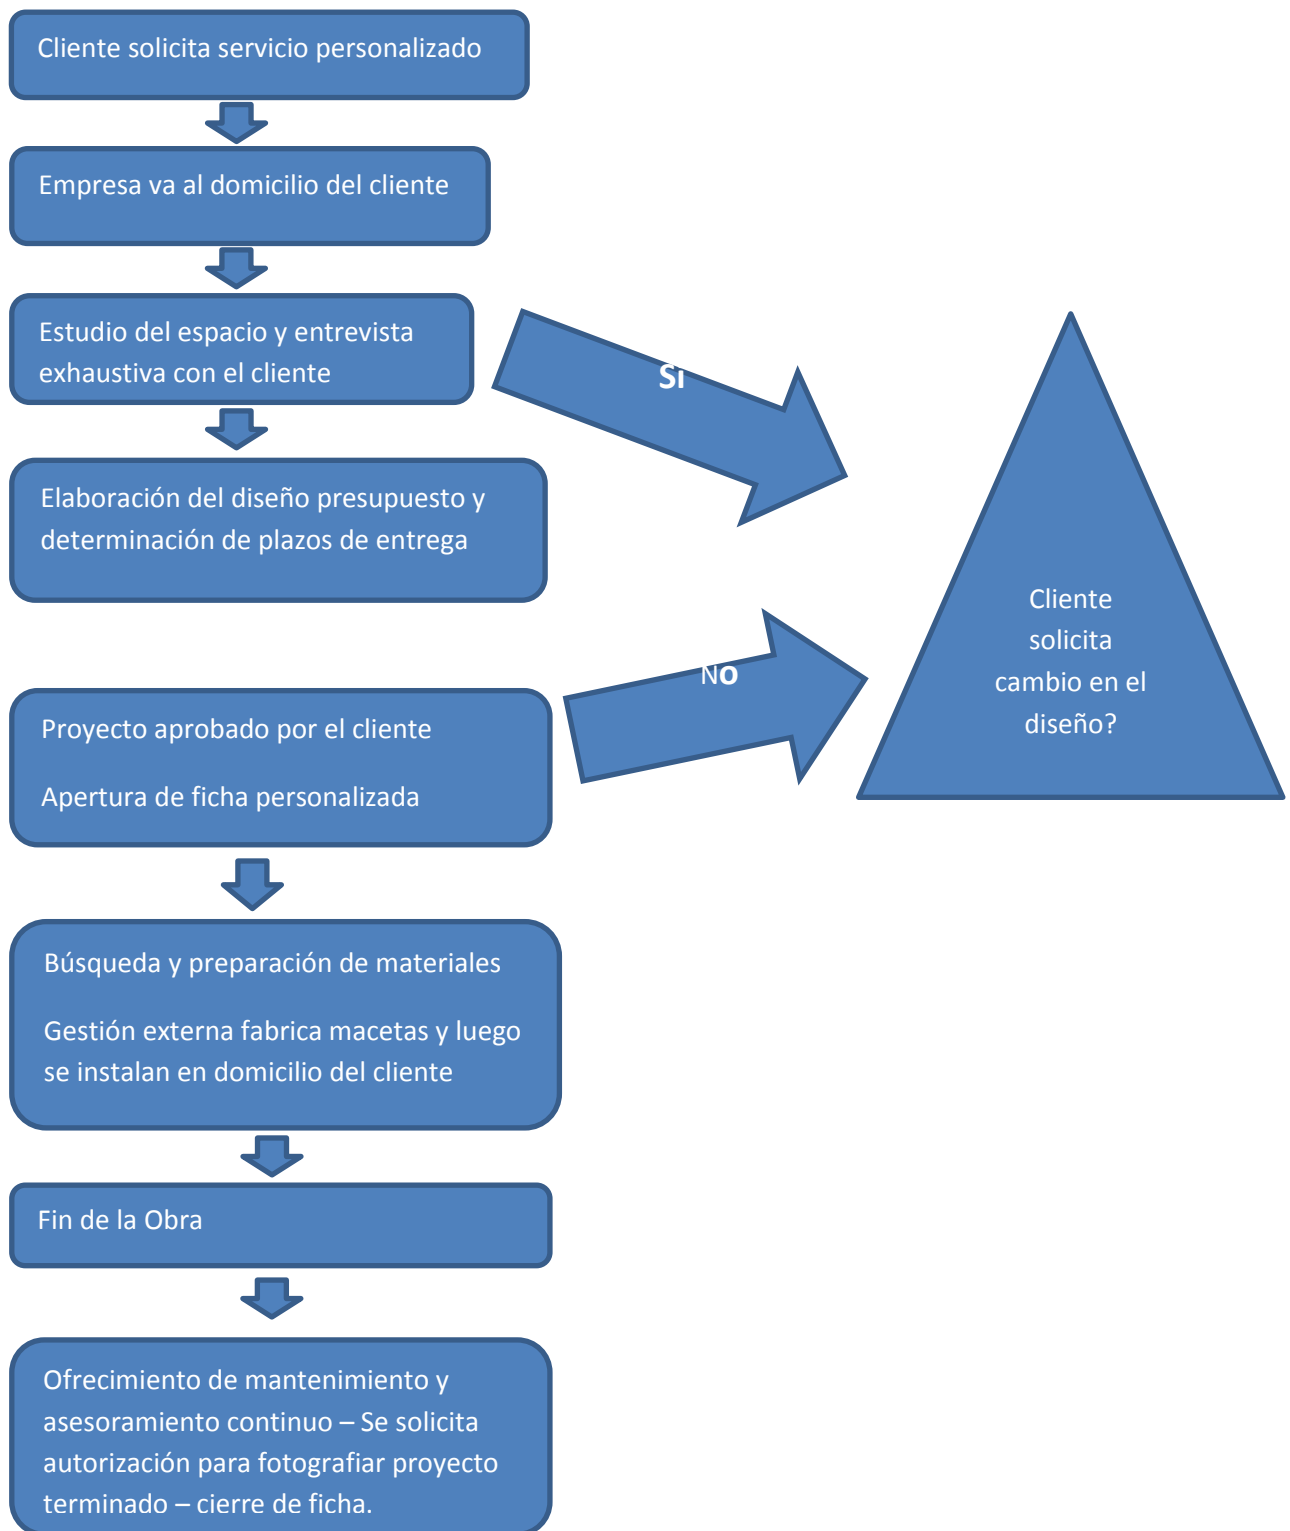 Cliente solicita servicio personalizado
Empresa va al domicilio del cliente
Estudio del espacio y entrevista
exhaustiva con el cliente
Si
Elaboración del diseño presupuesto y
determinación de plazos de entrega
Cliente
solicita
cambio en el
diseño?
No
Proyecto aprobado por el cliente
Apertura de ficha personalizada
Búsqueda y preparación de materiales
Gestión externa fabrica macetas y luego
se instalan en domicilio del cliente
Fin de la Obra
Ofrecimiento de mantenimiento y
asesoramiento continuo – Se solicita
autorización para fotografiar proyecto
terminado – cierre de ficha.